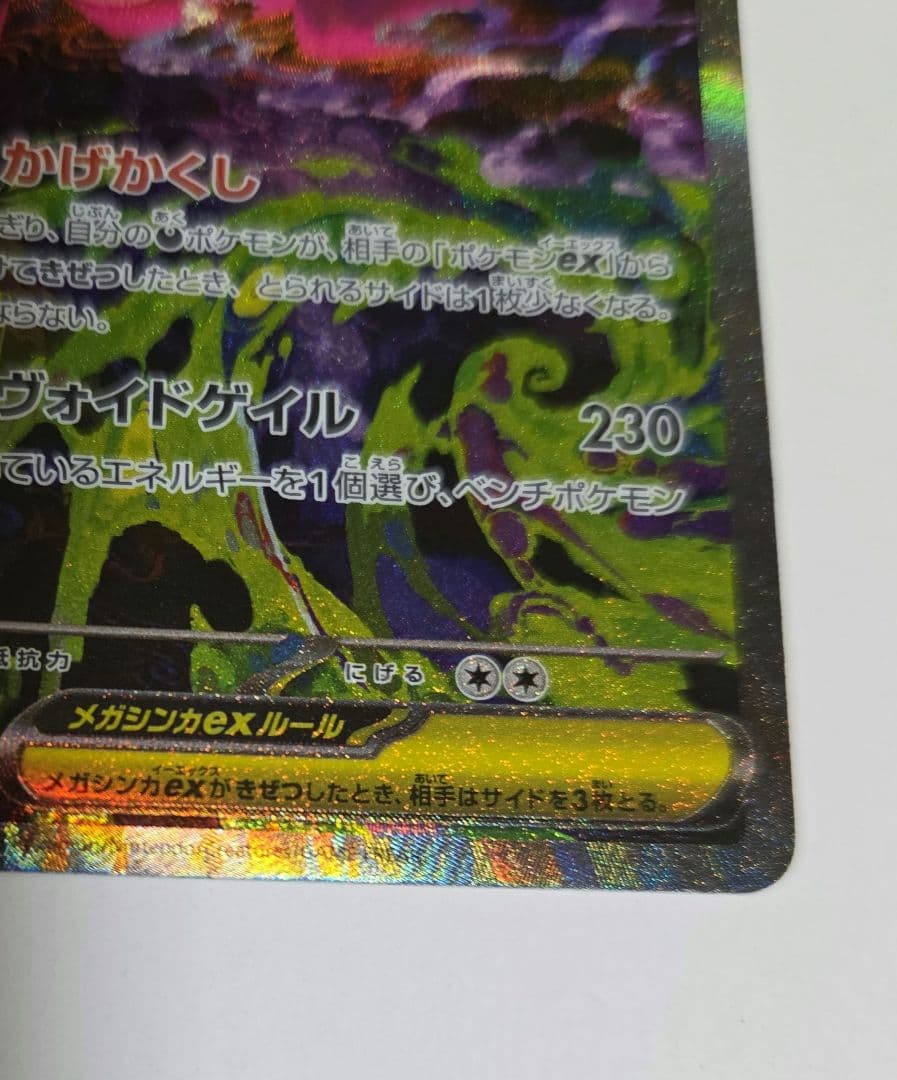 かげかくし
ぎり、自分の ポケモンが、相手の「ポケモンex」から
けてきぜつしたとき、とられるサイドは1枚少なくなる。
ならない。
ヴォイドゲイル 230
ているエネルギーを1個選び、ベンチポケモン
抵抗力 にげる
メガシンカexルール
メガシンカexがきぜつしたとき、相手はサイドを3枚とる。